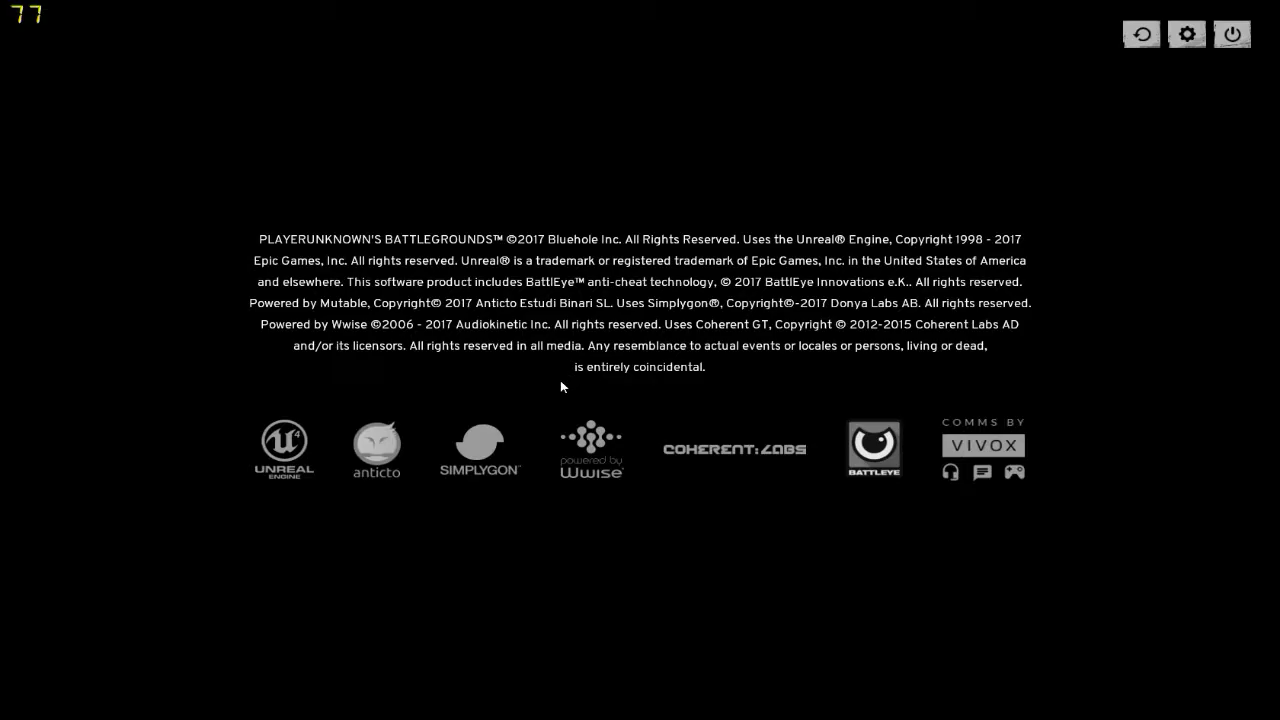 77
PLAYERUNKNOWN'S BATTLEGROUNDS™ ©2017 Bluehole Inc. All Rights Reserved. Uses the Unreal® Engine, Copyright 1998 - 2017
Epic Games, Inc. All rights reserved. Unreal® is a trademark or registered trademark of Epic Games, Inc. in the United States of America
and elsewhere. This software product includes BattlEye™ anti-cheat technology, © 2017 BattlEye Innovations e.K.. All rights reserved.
Powered by Mutable, Copyright© 2017 Anticto Estudi Binari SL. Uses Simplygon®, Copyright©-2017 Donya Labs AB. All rights reserved.
Powered by Wwise ©2006 - 2017 Audiokinetic Inc. All rights reserved. Uses Coherent GT, Copyright © 2012-2015 Coherent Labs AD
and/or its licensors. All rights reserved in all media. Any resemblance to actual events or locales or persons, living or dead,
is entirely coincidental.
U4
UNREAL
ENGINE
anticto
SIMPLYGON™
powered by
Wwise
COHERENT:LABS
BATTLEYE
COMMS BY
VIVOX